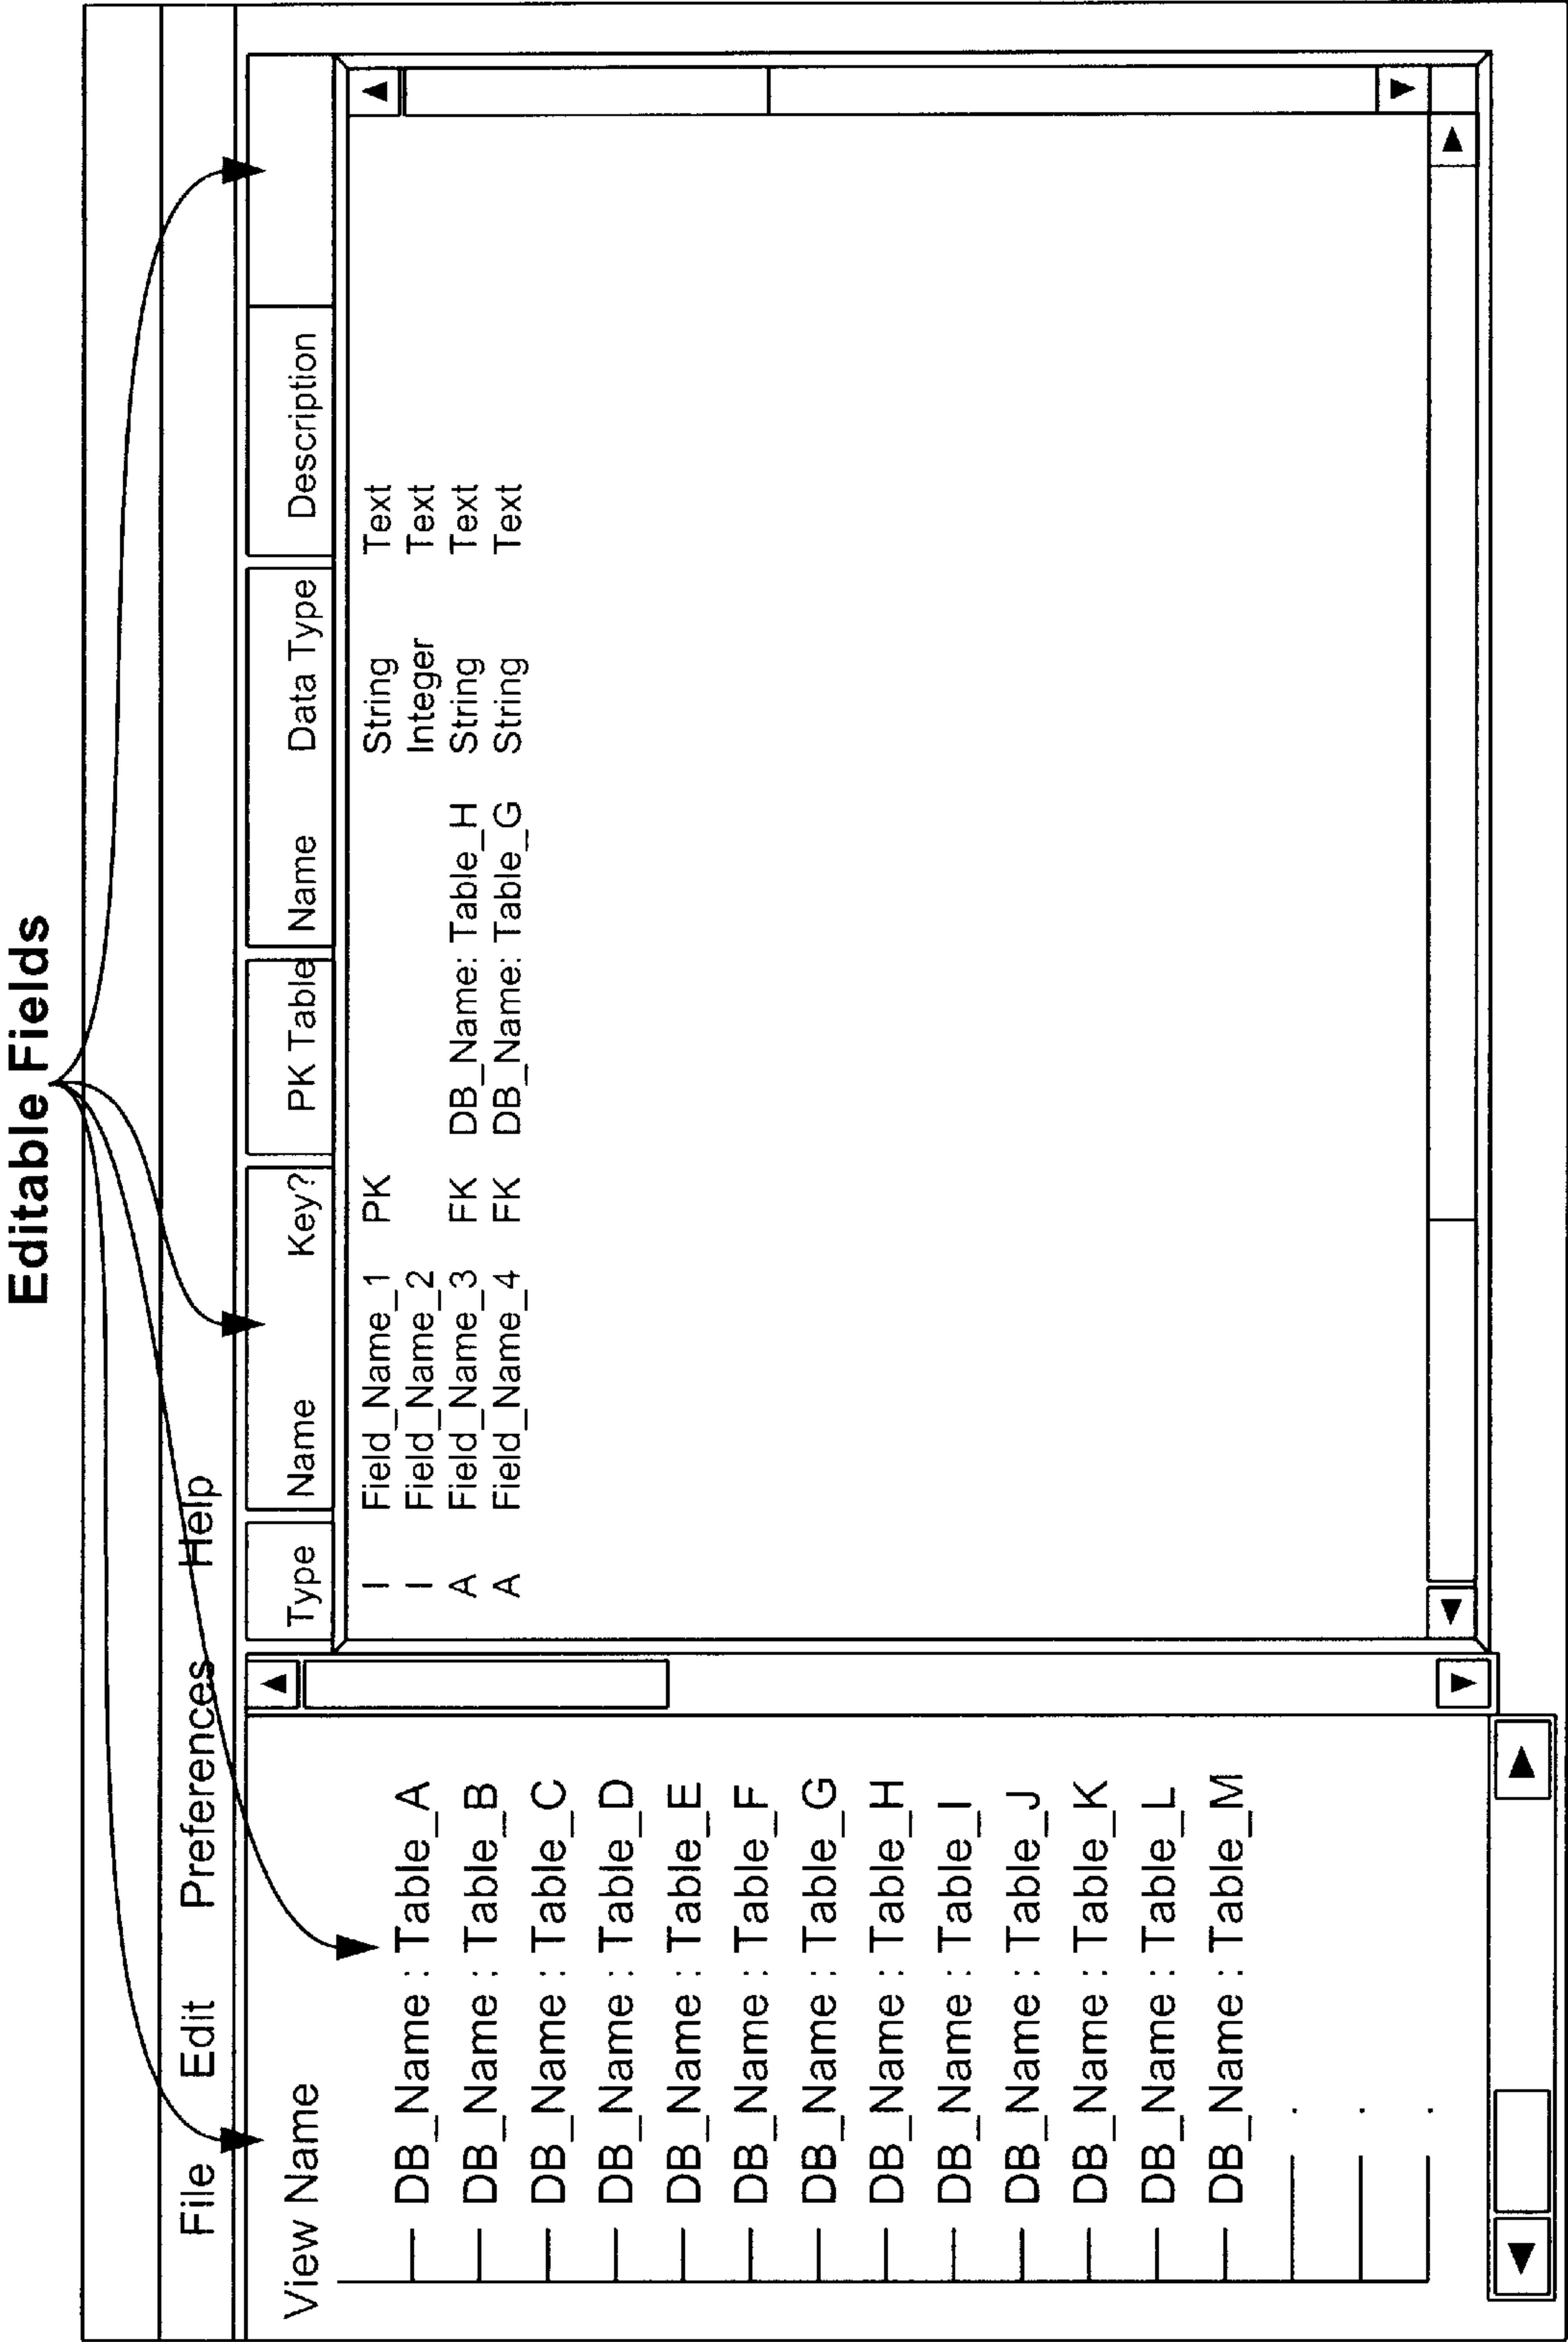 Editable Fields
File Edit Preferences Help
View Name
DB_Name : Table_A
DB_Name : Table_B
DB_Name : Table_C
DB_Name : Table_D
DB_Name : Table_E
DB_Name : Table_F
DB_Name : Table_G
DB_Name : Table_H
DB_Name : Table_I
DB_Name : Table_J
DB_Name : Table_K
DB_Name : Table_L
DB_Name : Table_M
Type Name Key? PK Table Name Data Type Description
I Field_Name_1 PK String Text
I Field_Name_2 Integer Text
A Field_Name_3 FK DB_Name: Table_H String Text
A Field_Name_4 FK DB_Name: Table_G String Text